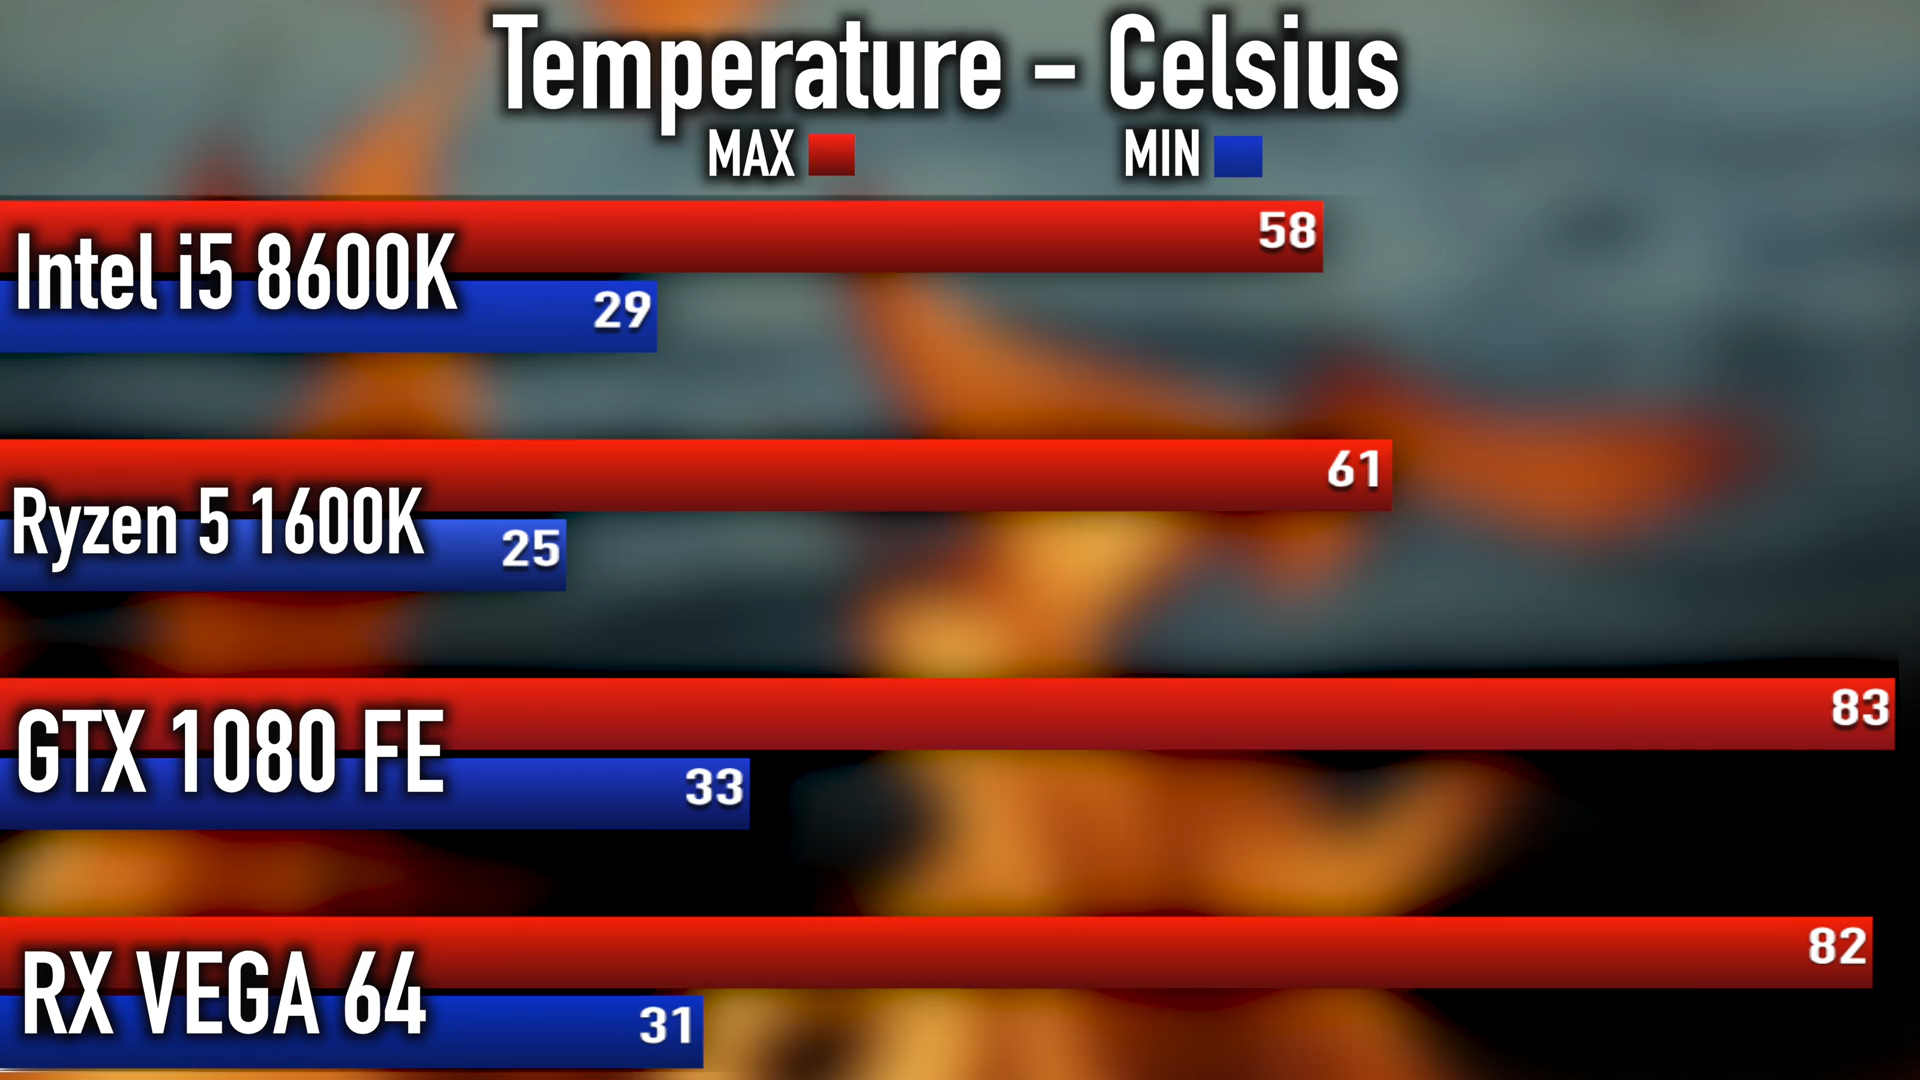 Temperature – Celsius
MAX MIN
58
Intel i5 8600K
29
61
Ryzen 5 1600K
25
83
GTX 1080 FE
33
82
RX VEGA 64
31